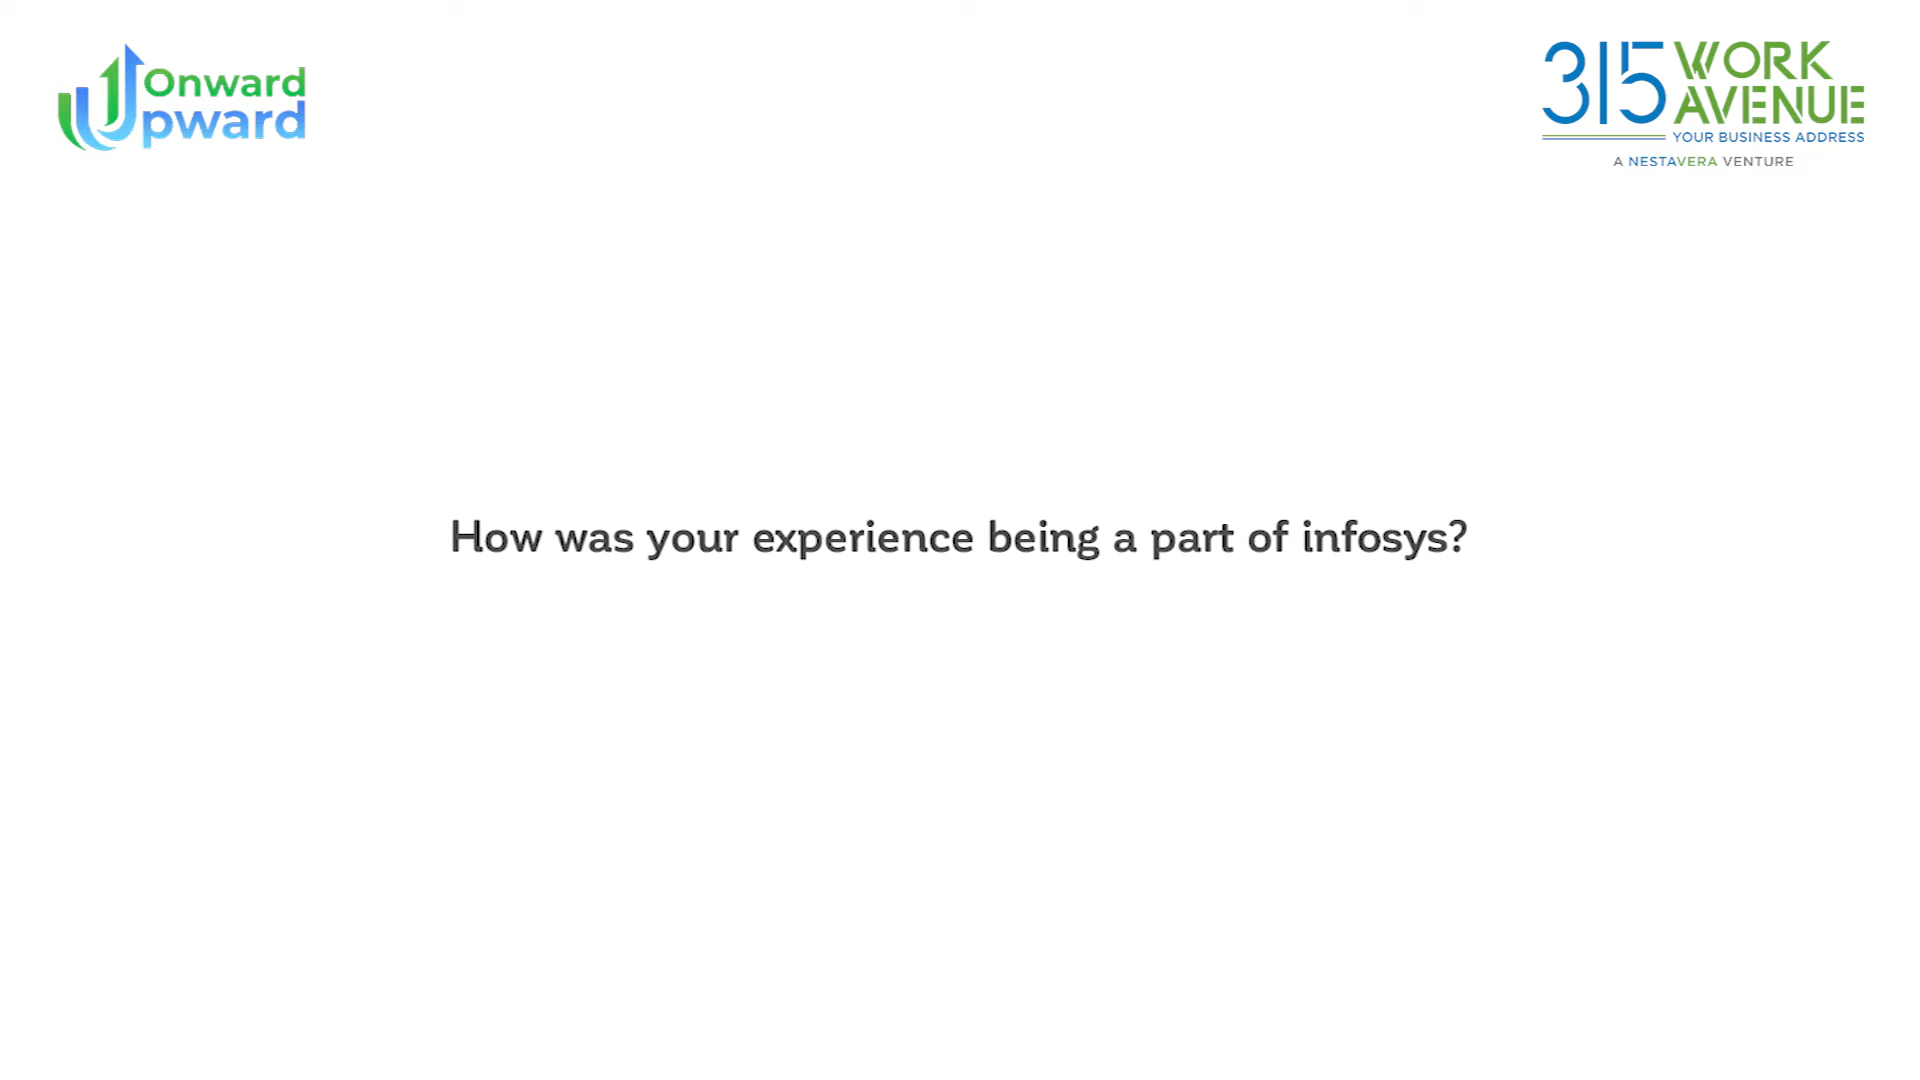 Onward
Upward
315 WORK
AVENUE
YOUR BUSINESS ADDRESS
A NESTAVERA VENTURE
How was your experience being a part of infosys?